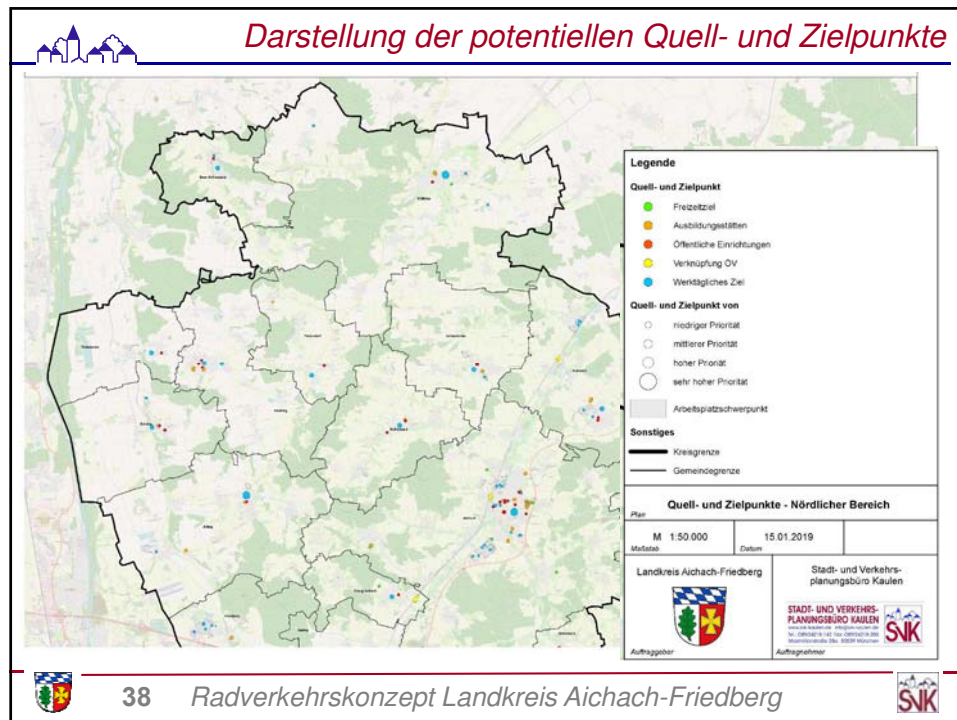 Darstellung der potentiellen Quell- und Zielpunkte
Legende
Quell- und Zielpunkt
Freizeitziel
Ausbildungsstätten
Öffentliche Einrichtungen
Verknüpfung ÖV
Werktägliches Ziel
Quell- und Zielpunkt von
niedriger Priorität
mittlerer Priorität
hoher Priorität
sehr hoher Priorität
Arbeitsplatzschwerpunkt
Sonstiges
Kreisgrenze
Gemeindegrenze
Quell- und Zielpunkte - Nördlicher Bereich
Plan
M 1:50.000
Maßstab
15.01.2019
Datum
Landkreis Aichach-Friedberg
Auftraggeber
Stadt- und Verkehrs-
planungsbüro Kaulen
STADT- UND VERKEHRS-
PLANUNGSBÜRO KAULEN
SVK
Auftragnehmer
38 Radverkehrskonzept Landkreis Aichach-Friedberg
SVK